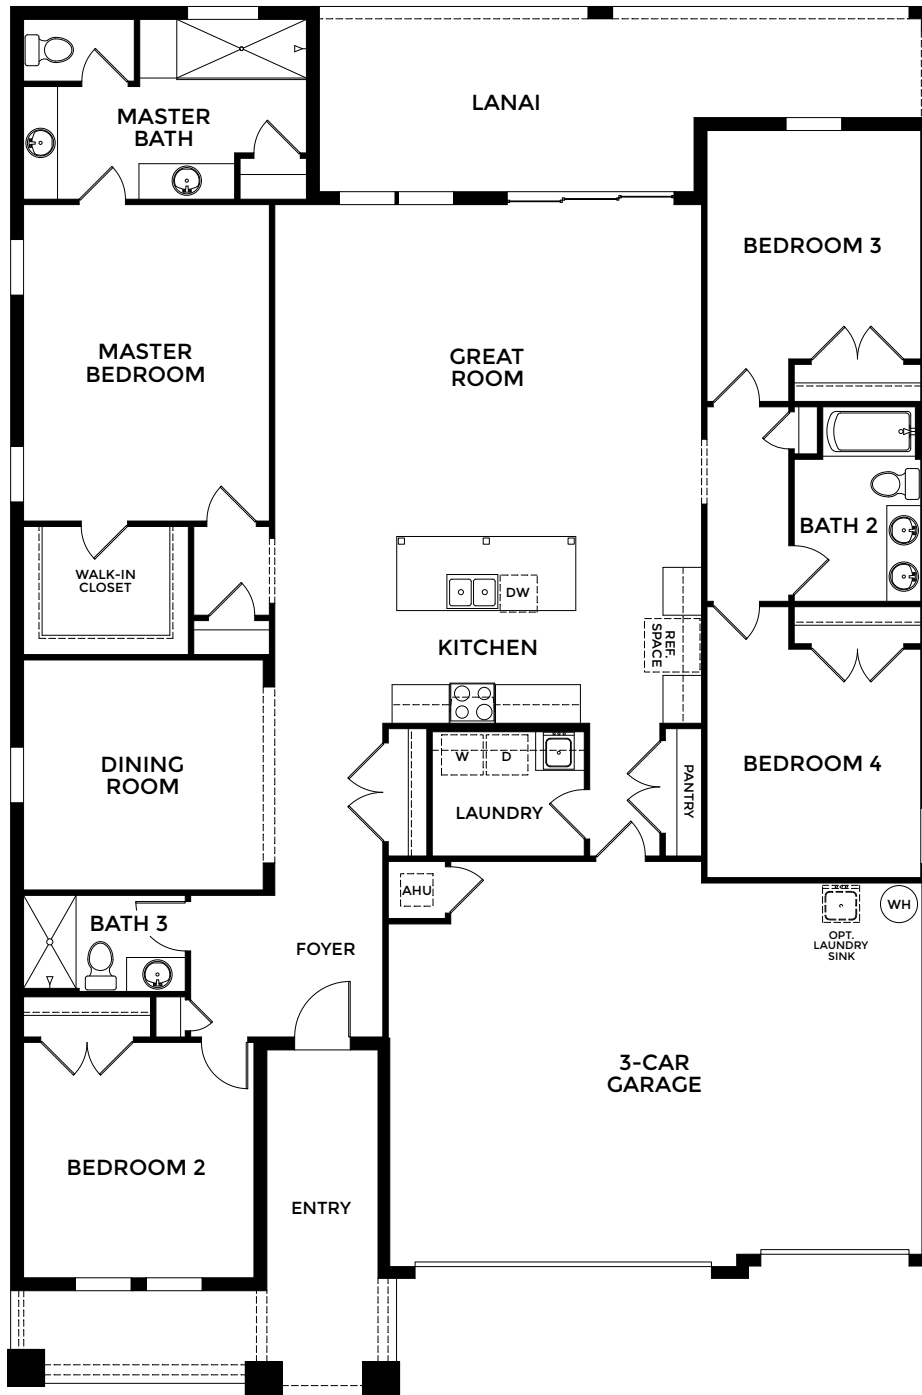 LANAI
MASTER
BATH
BEDROOM 3
MASTER
BEDROOM
GREAT
ROOM
BATH 2
WALK-IN
CLOSET
DW
KITCHEN
REF.
SPACE
DINING
ROOM
W
D
LAUNDRY
PANTRY
BEDROOM 4
AHU
WH
OPT.
LAUNDRY
SINK
BATH 3
FOYER
3-CAR
GARAGE
BEDROOM 2
ENTRY